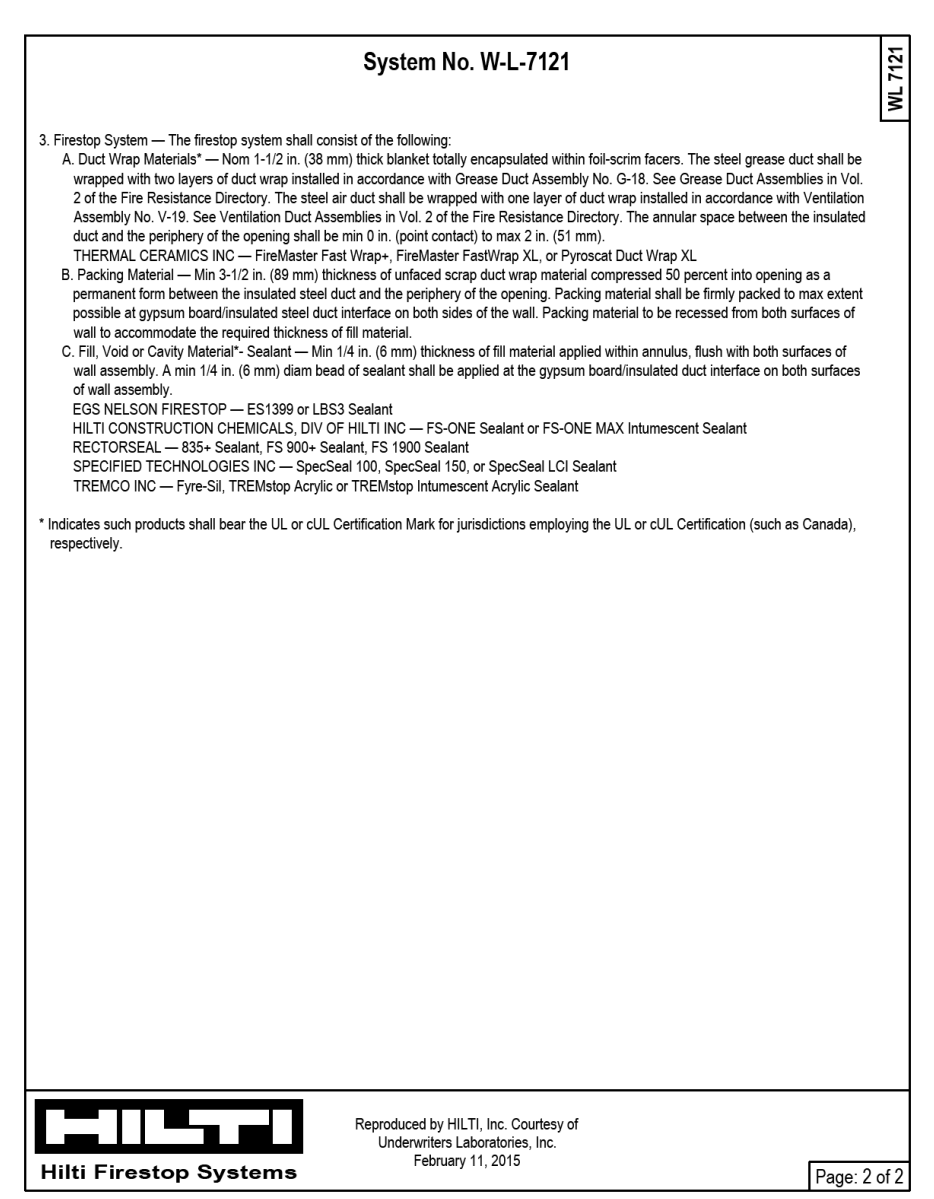 System No. W-L-7121
WL 7121
3. Firestop System — The firestop system shall consist of the following:
A. Duct Wrap Materials* — Nom 1-1/2 in. (38 mm) thick blanket totally encapsulated within foil-scrim facers. The steel grease duct shall be
wrapped with two layers of duct wrap installed in accordance with Grease Duct Assembly No. G-18. See Grease Duct Assemblies in Vol.
2 of the Fire Resistance Directory. The steel air duct shall be wrapped with one layer of duct wrap installed in accordance with Ventilation
Assembly No. V-19. See Ventilation Duct Assemblies in Vol. 2 of the Fire Resistance Directory. The annular space between the insulated
duct and the periphery of the opening shall be min 0 in. (point contact) to max 2 in. (51 mm).
THERMAL CERAMICS INC — FireMaster Fast Wrap+, FireMaster FastWrap XL, or Pyroscat Duct Wrap XL
B. Packing Material — Min 3-1/2 in. (89 mm) thickness of unfaced scrap duct wrap material compressed 50 percent into opening as a
permanent form between the insulated steel duct and the periphery of the opening. Packing material shall be firmly packed to max extent
possible at gypsum board/insulated steel duct interface on both sides of the wall. Packing material to be recessed from both surfaces of
wall to accommodate the required thickness of fill material.
C. Fill, Void or Cavity Material*- Sealant — Min 1/4 in. (6 mm) thickness of fill material applied within annulus, flush with both surfaces of
wall assembly. A min 1/4 in. (6 mm) diam bead of sealant shall be applied at the gypsum board/insulated duct interface on both surfaces
of wall assembly.
EGS NELSON FIRESTOP — ES1399 or LBS3 Sealant
HILTI CONSTRUCTION CHEMICALS, DIV OF HILTI INC — FS-ONE Sealant or FS-ONE MAX Intumescent Sealant
RECTORSEAL — 835+ Sealant, FS 900+ Sealant, FS 1900 Sealant
SPECIFIED TECHNOLOGIES INC — SpecSeal 100, SpecSeal 150, or SpecSeal LCI Sealant
TREMCO INC — Fyre-Sil, TREMstop Acrylic or TREMstop Intumescent Acrylic Sealant
* Indicates such products shall bear the UL or cUL Certification Mark for jurisdictions employing the UL or cUL Certification (such as Canada),
respectively.
HILTI
Hilti Firestop Systems
Reproduced by HILTI, Inc. Courtesy of
Underwriters Laboratories, Inc.
February 11, 2015
Page: 2 of 2